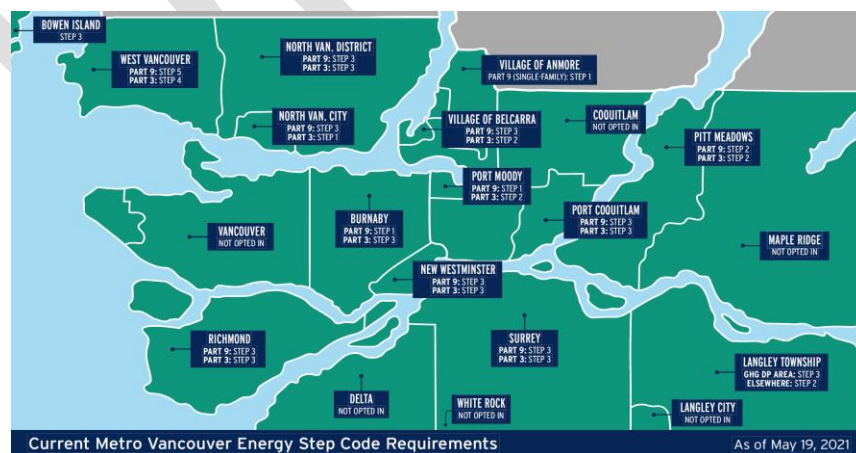 BOWEN ISLAND
STEP 3
WEST VANCOUVER
PART 9: STEP 5
PART 3: STEP 4
NORTH VAN. DISTRICT
PART 9: STEP 3
PART 3: STEP 3
VILLAGE OF ANMORE
PART 9 (SINGLE-FAMILY): STEP 1
NORTH VAN. CITY
PART 9: STEP 3
PART 3: STEP 1
VILLAGE OF BELCARRA
PART 9: STEP 3
PART 3: STEP 2
COQUITLAM
NOT OPTED IN
PITT MEADOWS
PART 9: STEP 2
PART 3: STEP 2
PORT MOODY
PART 9: STEP 1
PART 3: STEP 2
VANCOUVER
NOT OPTED IN
BURNABY
PART 9: STEP 1
PART 3: STEP 3
PORT COQUITLAM
PART 9: STEP 3
PART 3: STEP 3
MAPLE RIDGE
NOT OPTED IN
NEW WESTMINSTER
PART 9: STEP 3
PART 3: STEP 3
RICHMOND
PART 9: STEP 3
PART 3: STEP 3
SURREY
PART 9: STEP 3
PART 3: STEP 3
LANGLEY TOWNSHIP
GHG DP AREA: STEP 3
ELSEWHERE: STEP 2
DELTA
NOT OPTED IN
WHITE ROCK
NOT OPTED IN
LANGLEY CITY
NOT OPTED IN
Current Metro Vancouver Energy Step Code Requirements
As of May 19, 2021